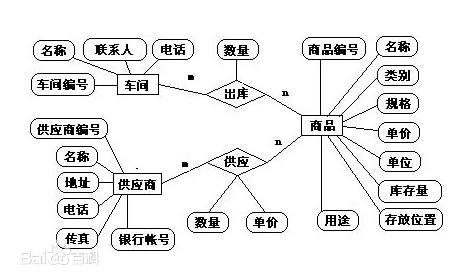 名称
联系人
电话
数量
商品编号
名称
车间编号
车间
m
出库
n
类别
规格
供应商编号
商品
单价
名称
m
供应
n
单位
地址
供应商
库存量
电话
数量
单价
用途
存放位置
传真
银行帐号
Bai百科